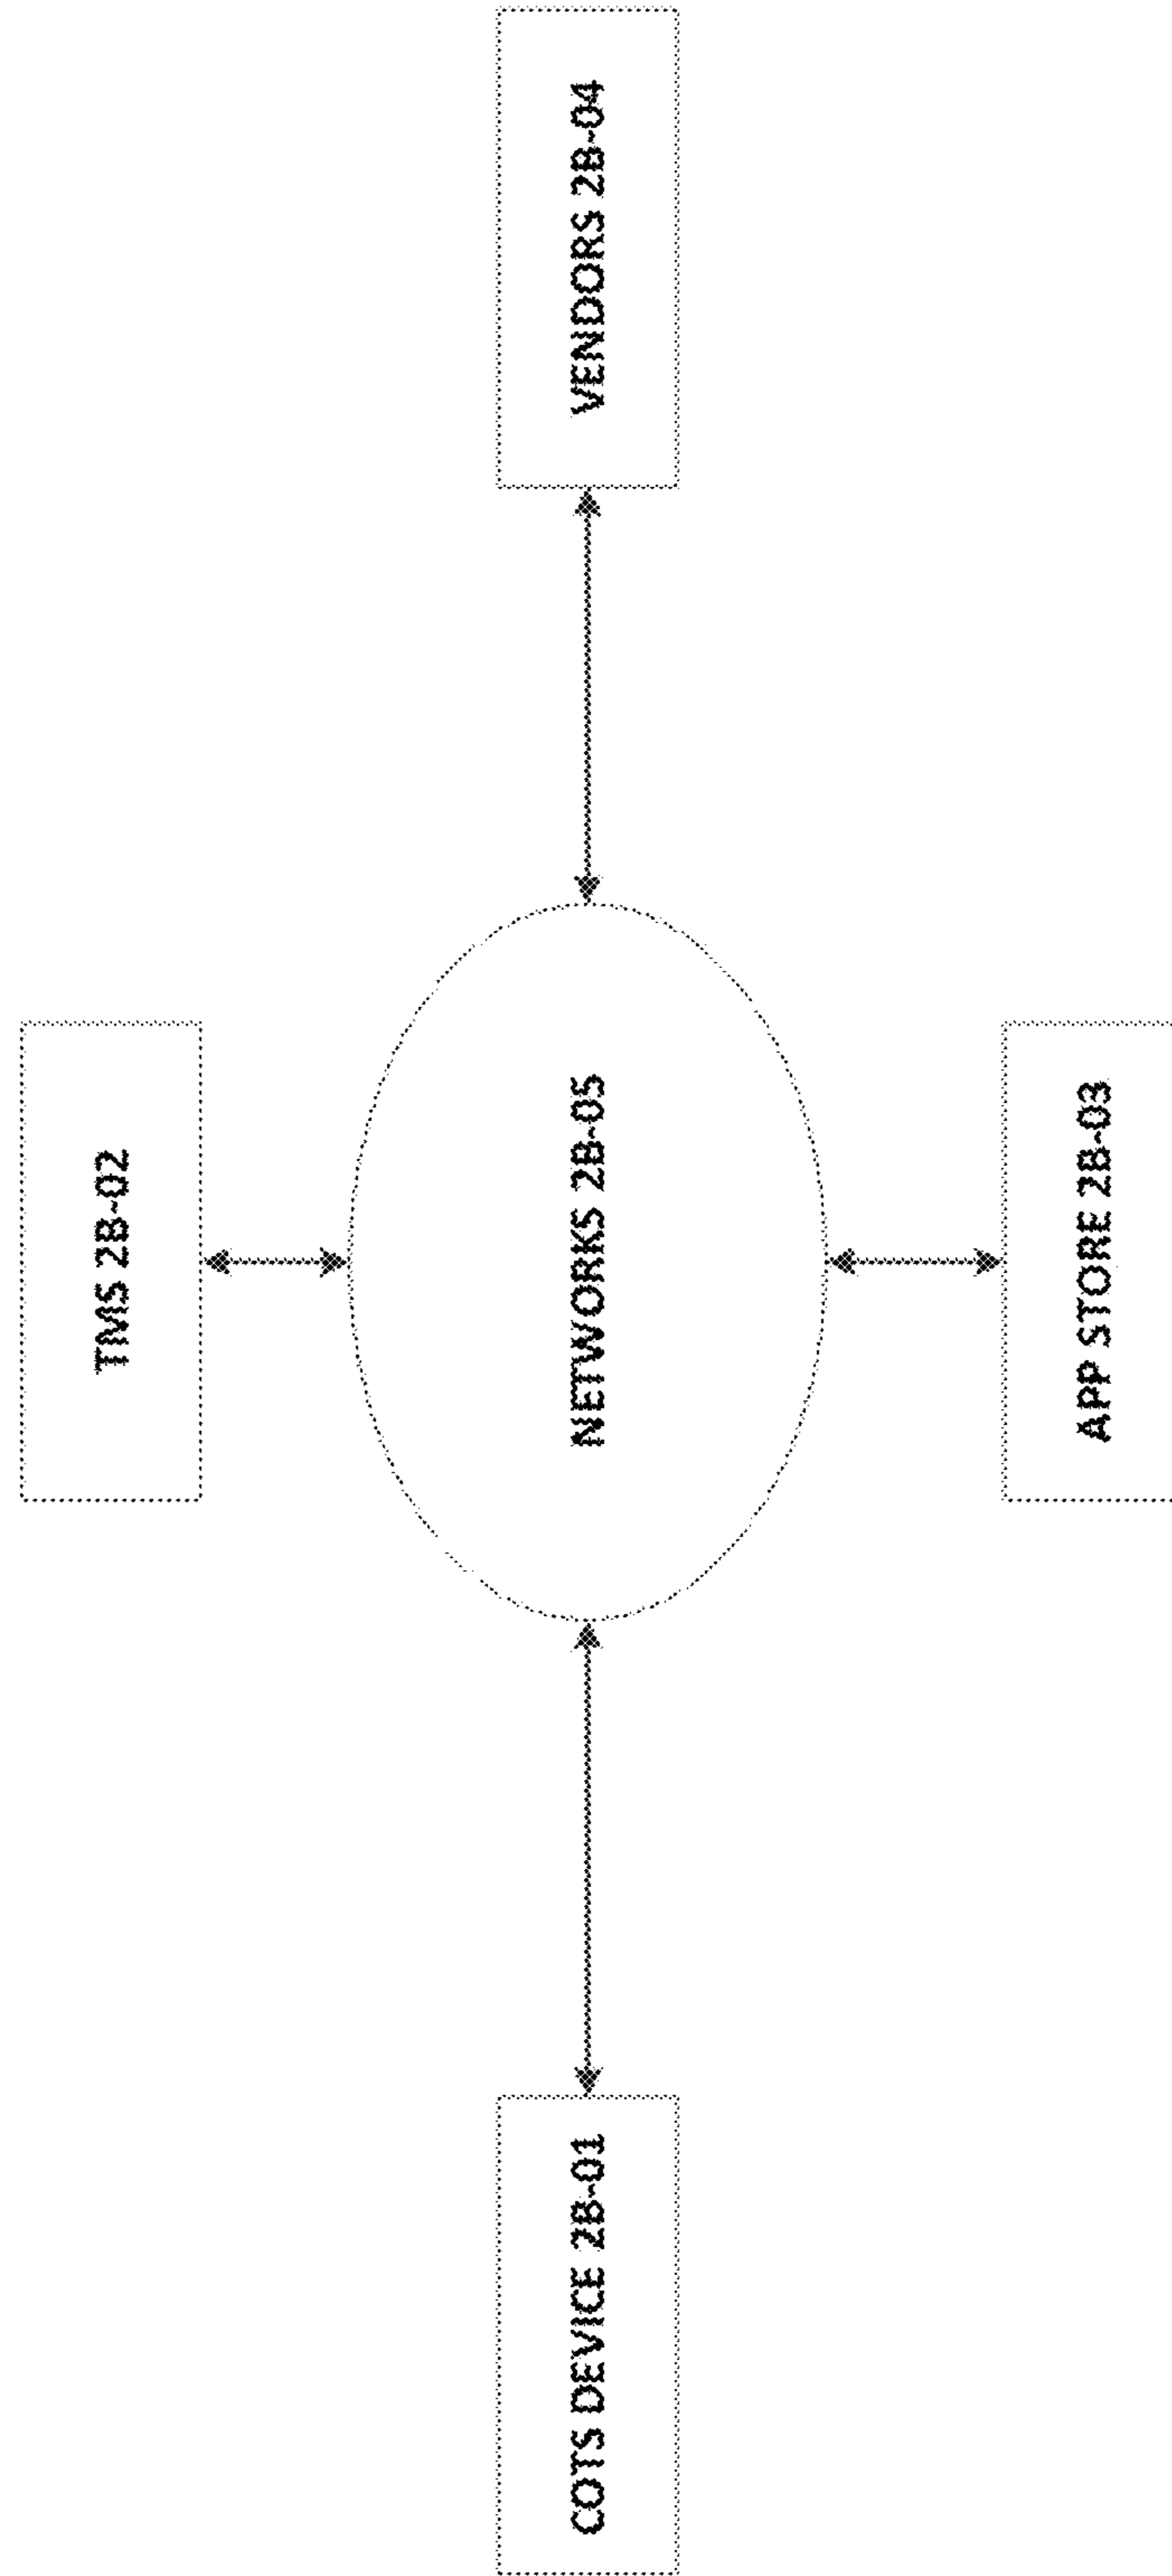 TMS 2B-02
COTS DEVICE 2B-01
NETWORKS 2B-05
VENDORS 2B-04
APP STORE 2B-03